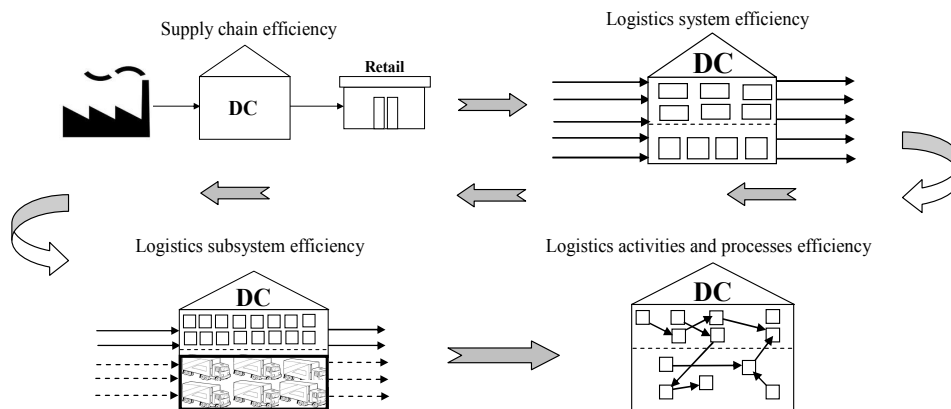 Supply chain efficiency
Logistics system efficiency
DC
Retail
DC
Logistics subsystem efficiency
Logistics activities and processes efficiency
DC
DC